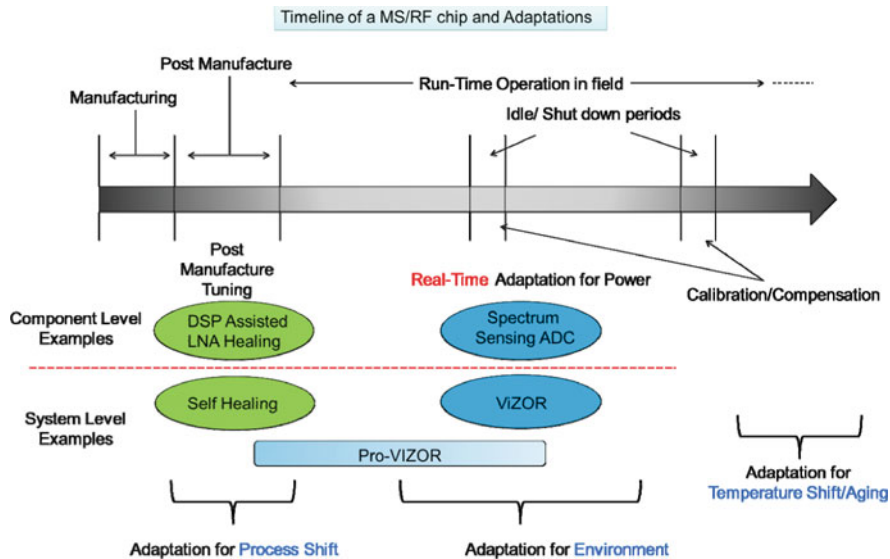 Timeline of a MS/RF chip and Adaptations
Post Manufacture
Manufacturing
Run-Time Operation in field
Idle/ Shut down periods
Post
Manufacture
Tuning
Real-Time Adaptation for Power
Calibration/Compensation
Component Level
Examples
DSP Assisted
LNA Healing
Spectrum
Sensing ADC
System Level
Examples
Self Healing
ViZOR
Pro-VIZOR
Adaptation for
Temperature Shift/Aging
Adaptation for Process Shift
Adaptation for Environment